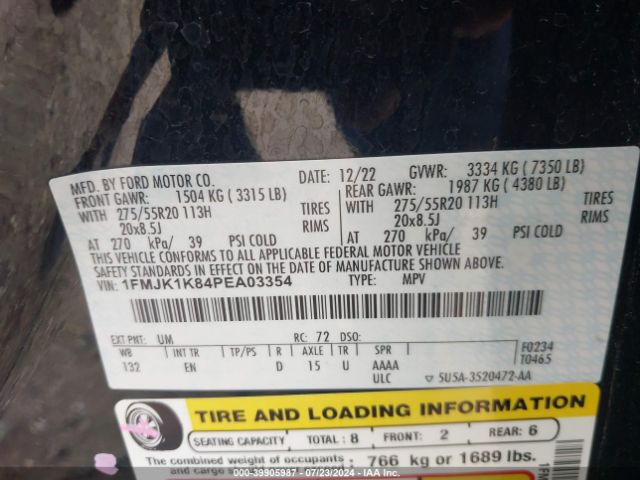 MFD. BY FORD MOTOR CO. DATE: 12/22 GVWR: 3334 KG ( 7350 LB)
FRONT GAWR: 1504 KG ( 3315 LB) REAR GAWR: 1987 KG ( 4380 LB)
WITH 275/55R20 113H TIRES WITH 275/55R20 113H TIRES
20x8.5J RIMS 20x8.5J RIMS
AT 270 kPa/ 39 PSI COLD AT 270 kPa/ 39 PSI COLD
THIS VEHICLE CONFORMS TO ALL APPLICABLE FEDERAL MOTOR VEHICLE
SAFETY STANDARDS IN EFFECT ON THE DATE OF MANUFACTURE SHOWN ABOVE.
VIN: 1FMJK1K84PEA03354 TYPE: MPV
EXT PNT: UM RC: 72 DSO:
WB INT TR TP/PS R AXLE TR SPR F0234
132 EN D 15 U AAAA T0465
ULC 5U5A-3520472-AA
TIRE AND LOADING INFORMATION
SEATING CAPACITY TOTAL : 8 FRONT: 2 REAR: 6
The combined weight of occupants 766 kg or 1689 lbs.
and cargo
000-39905987 - 07/23/2024 - IAA Inc.